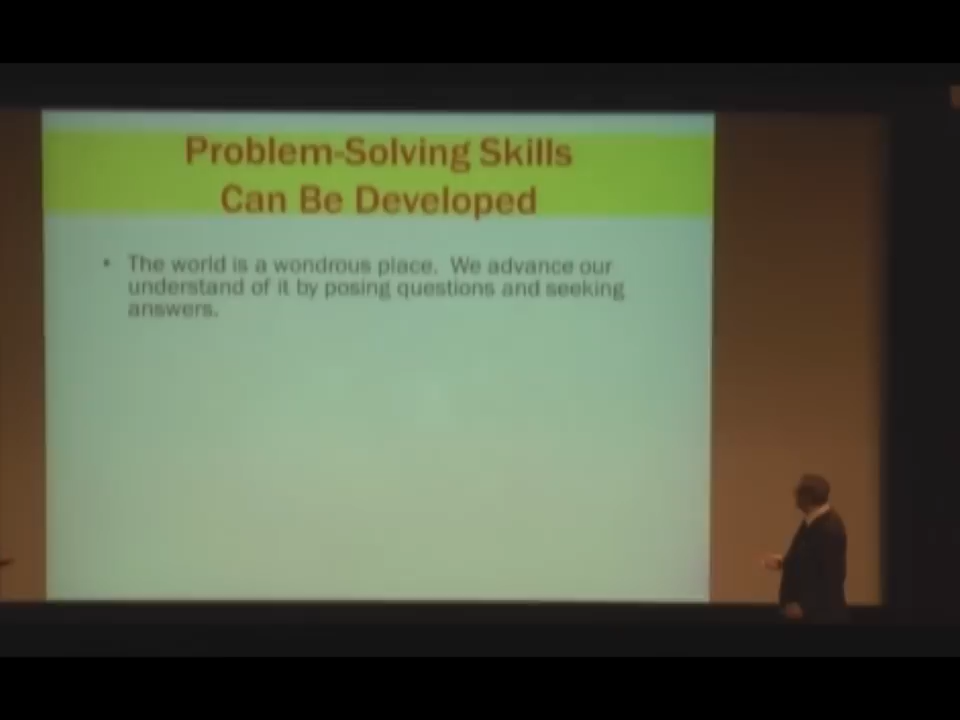 Problem-Solving Skills
Can Be Developed
• The world is a wondrous place. We advance our
understand of it by posing questions and seeking
answers.